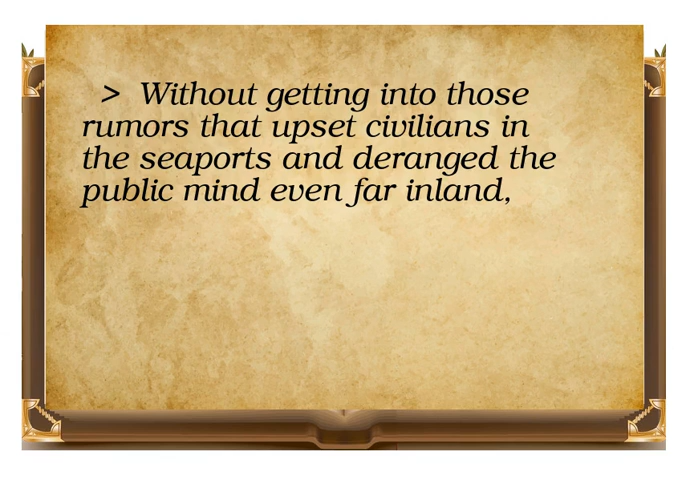 > Without getting into those
rumors that upset civilians in
the seaports and deranged the
public mind even far inland,